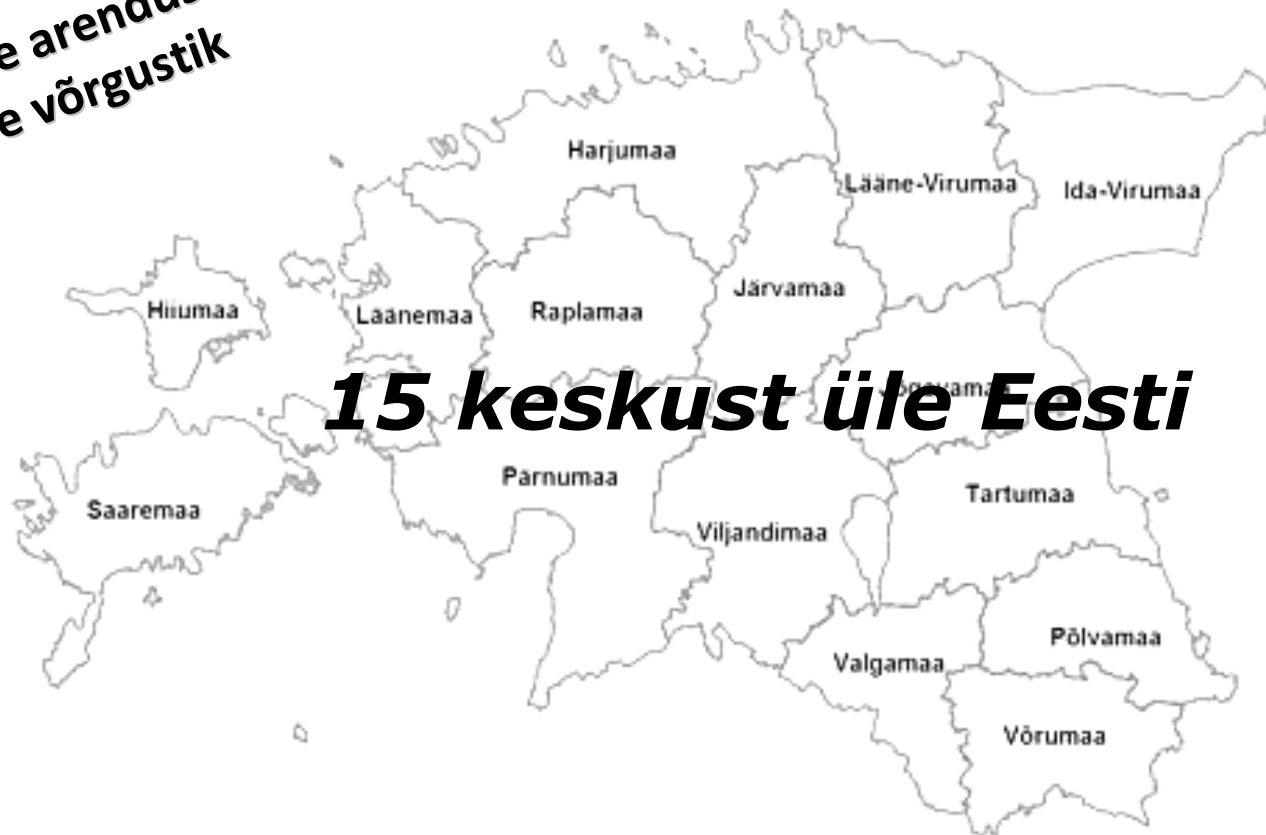 e arendus
e võrgustik
Harjumaa
Lääne-Virumaa
Ida-Virumaa
Hiiumaa
Läänemaa
Raplamaa
Järvamaa
15 keskust üle Eesti
Saaremaa
Pärnumaa
Viljandimaa
Tartumaa
Valgamaa
Põlvamaa
Võrumaa